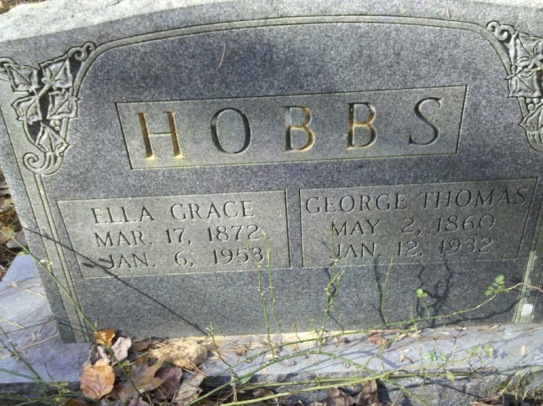 HOBBS
ELLA GRACE
MAR. 17, 1872
JAN. 6, 1953
GEORGE THOMAS
MAY 2, 1860
JAN. 12, 1932